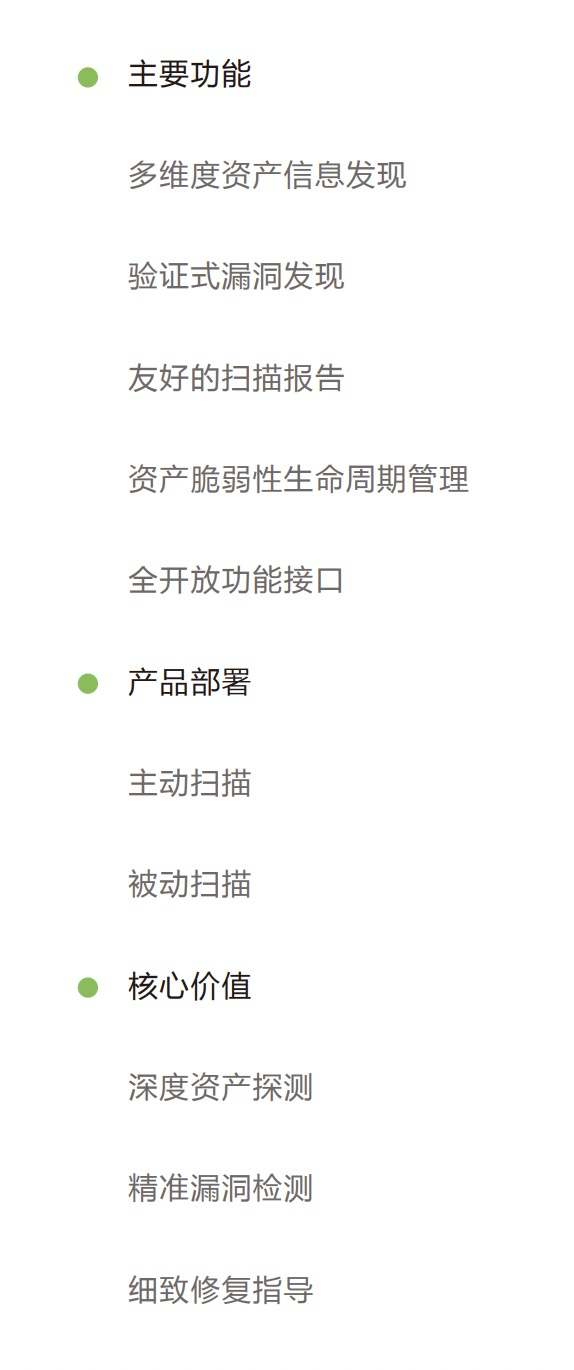 主要功能
多维度资产信息发现
验证式漏洞发现
友好的扫描报告
资产脆弱性生命周期管理
全开放功能接口
产品部署
主动扫描
被动扫描
核心价值
深度资产探测
精准漏洞检测
细致修复指导